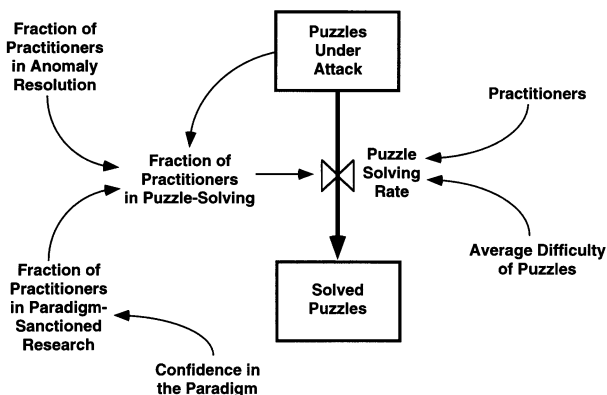 Fraction of
Practitioners
in Anomaly
Resolution
Puzzles
Under
Attack
Practitioners
Fraction of
Practitioners
in Puzzle-Solving
Puzzle
Solving
Rate
Average Difficulty
of Puzzles
Fraction of
Practitioners
in Paradigm-
Sanctioned
Research
Solved
Puzzles
Confidence in
the Paradigm